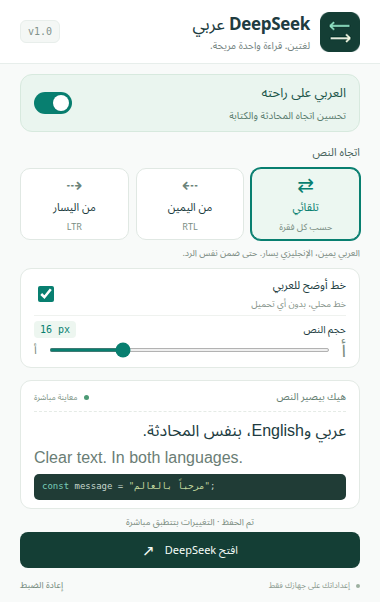 DeepSeek عربي
لغتين. قراءة واحدة مريحة.
v1.0
العربي على راحته
تحسين اتجاه المحادثة والكتابة
اتجاه النص
تلقائي
حسب كل فقرة
من اليمين
RTL
من اليسار
LTR
العربي يمين، الإنجليزي يسار. حتى ضمن نفس الرد.
خط أوضح للعربي
خط محلي، بدون أي تحميل
حجم النص
16 px
أ
أ
هيك بيصير النص
معاينة مباشرة
عربي وEnglish، بنفس المحادثة.
Clear text. In both languages.
const message = "مرحباً بالعالم";
تم الحفظ · التغييرات بتتطبق مباشرة
افتح DeepSeek ↗
إعداداتك على جهازك فقط
إعادة الضبط